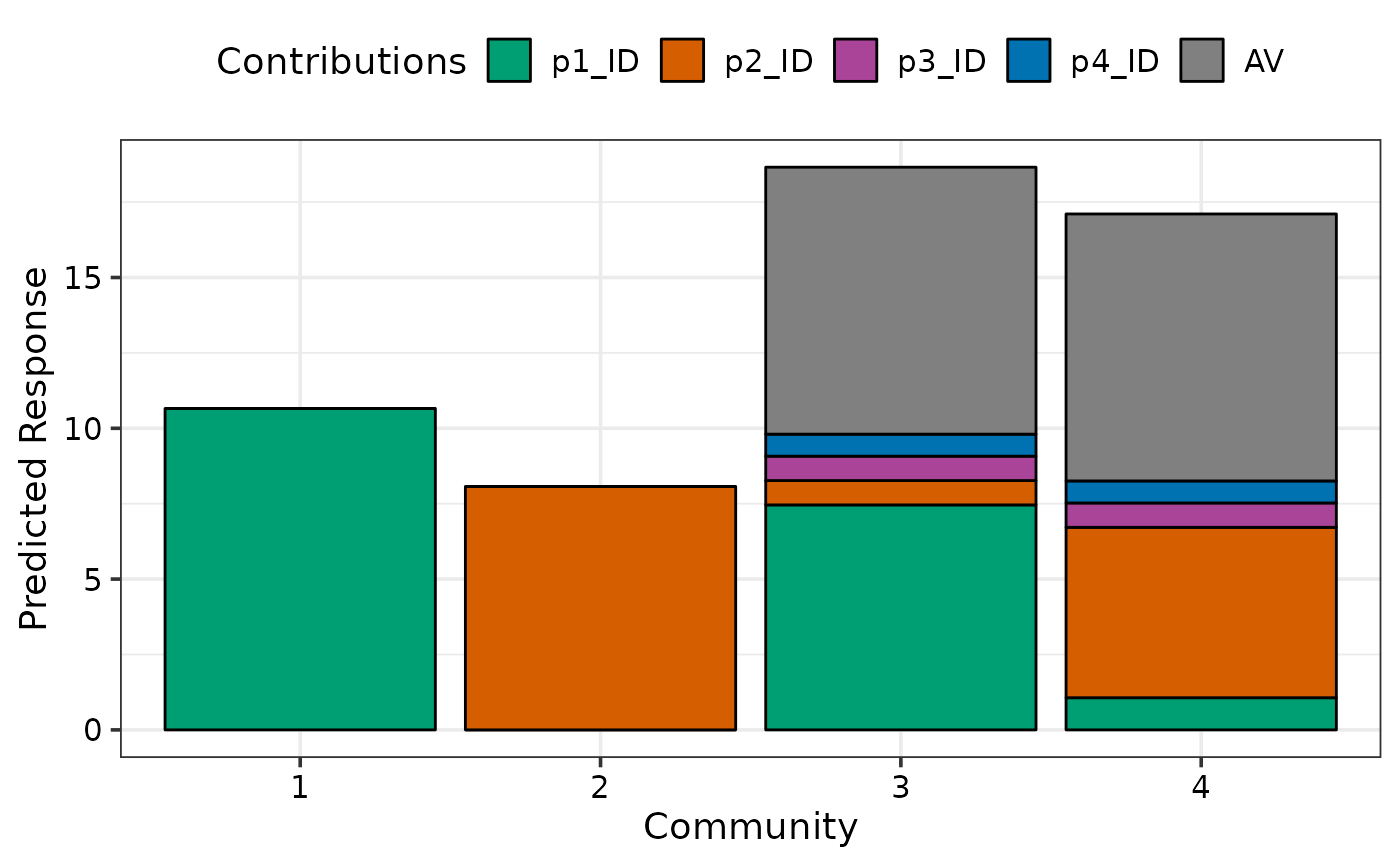 Contributions p1_ID p2_ID p3_ID p4_ID AV
Predicted Response
15
10
5
0
1 2 3 4
Community